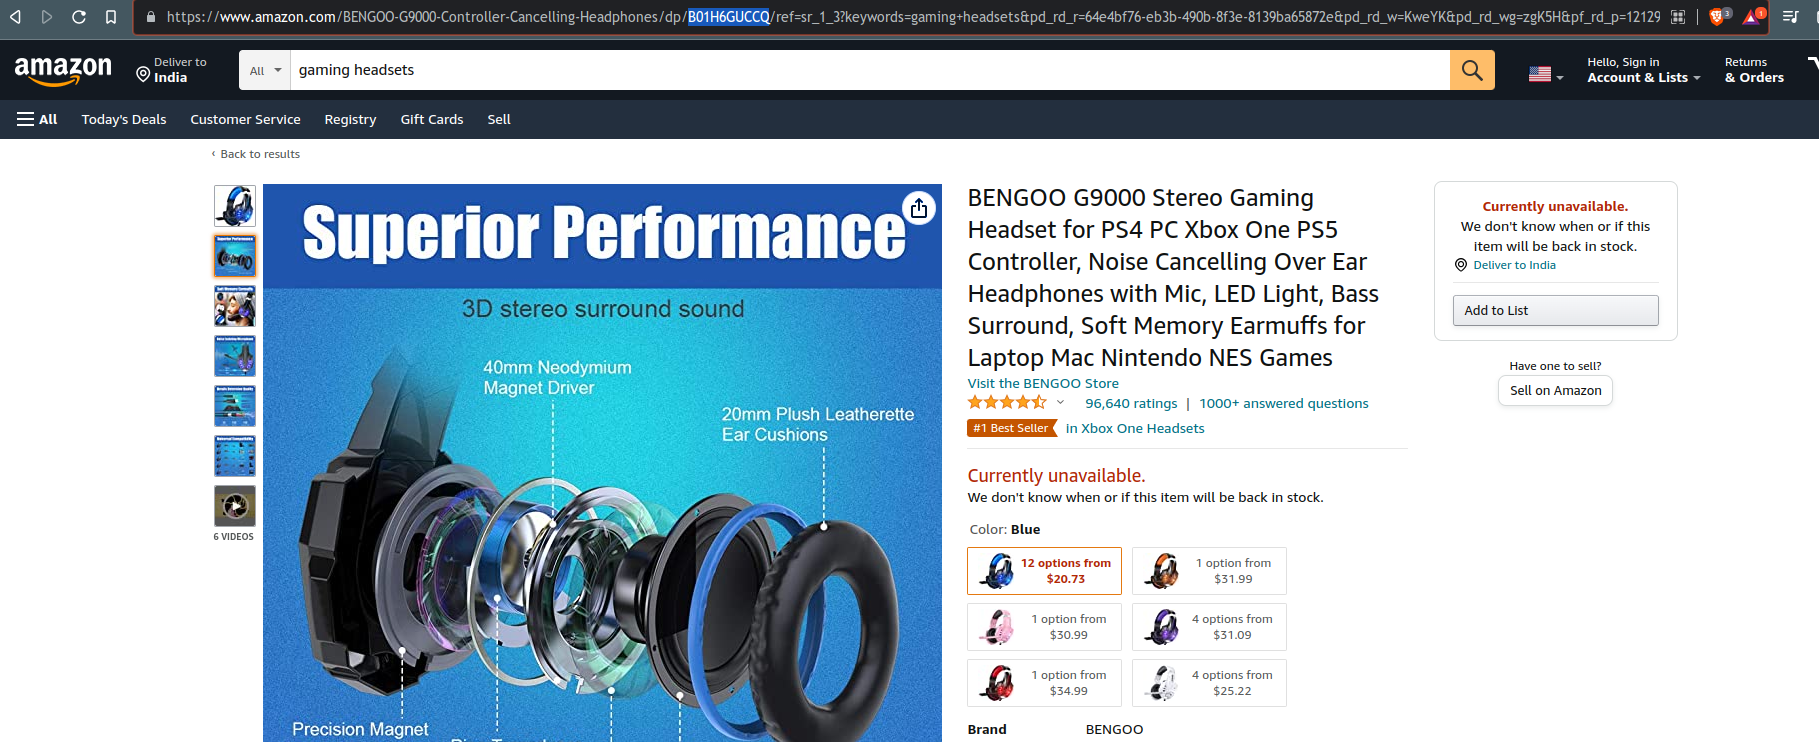 https://www.amazon.com/BENGOO-G9000-Controller-Cancelling-Headphones/dp/B01H6GUCCQ/ref=sr_1_3?keywords=gaming+headsets&pd_rd_r=64e4bf76-eb3b-490b-8f3e-8139ba65872e&pd_rd_w=KweYK&pd_rd_wg=zgK5H&pf_rd_p=12129
3
1
amazon
Deliver to
India
All
gaming headsets
Hello, Sign in
Account & Lists
Returns
& Orders
All
Today's Deals
Customer Service
Registry
Gift Cards
Sell
‹ Back to results
6 VIDEOS
Superior Performance
3D stereo surround sound
40mm Neodymium
Magnet Driver
20mm Plush Leatherette
Ear Cushions
Precision Magnet
BENGOO G9000 Stereo Gaming
Headset for PS4 PC Xbox One PS5
Controller, Noise Cancelling Over Ear
Headphones with Mic, LED Light, Bass
Surround, Soft Memory Earmuffs for
Laptop Mac Nintendo NES Games
Visit the BENGOO Store
96,640 ratings | 1000+ answered questions
#1 Best Seller in Xbox One Headsets
Currently unavailable.
We don't know when or if this item will be back in stock.
Color: Blue
12 options from
$20.73
1 option from
$31.99
1 option from
$30.99
4 options from
$31.09
1 option from
$34.99
4 options from
$25.22
Brand BENGOO
Currently unavailable.
We don't know when or if this
item will be back in stock.
Deliver to India
Add to List
Have one to sell?
Sell on Amazon